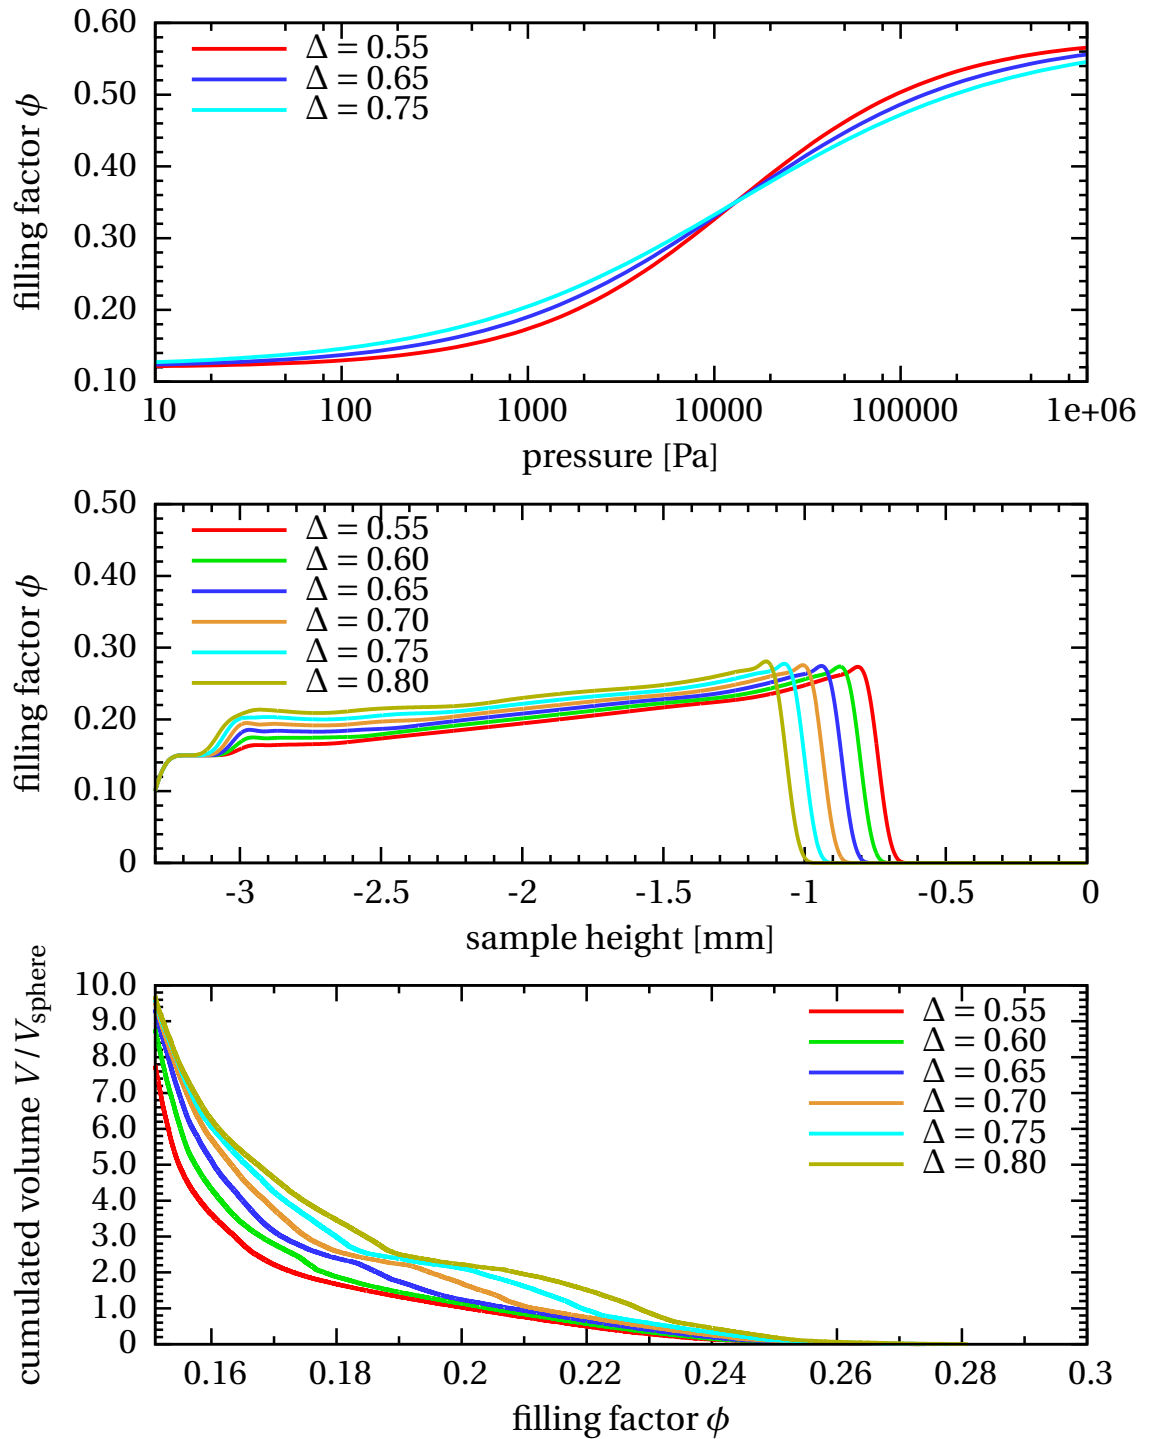 filling factor ϕ
0.60
0.50
0.40
0.30
0.20
0.10
Δ = 0.55
Δ = 0.65
Δ = 0.75
10 100 1000 10000 100000 1e+06
pressure [Pa]
filling factor ϕ
0.50
0.40
0.30
0.20
0.10
0
Δ = 0.55
Δ = 0.60
Δ = 0.65
Δ = 0.70
Δ = 0.75
Δ = 0.80
-3 -2.5 -2 -1.5 -1 -0.5 0
sample height [mm]
cumulated volume V / Vsphere
10.0
9.0
8.0
7.0
6.0
5.0
4.0
3.0
2.0
1.0
0
Δ = 0.55
Δ = 0.60
Δ = 0.65
Δ = 0.70
Δ = 0.75
Δ = 0.80
0.16 0.18 0.2 0.22 0.24 0.26 0.28 0.3
filling factor ϕ